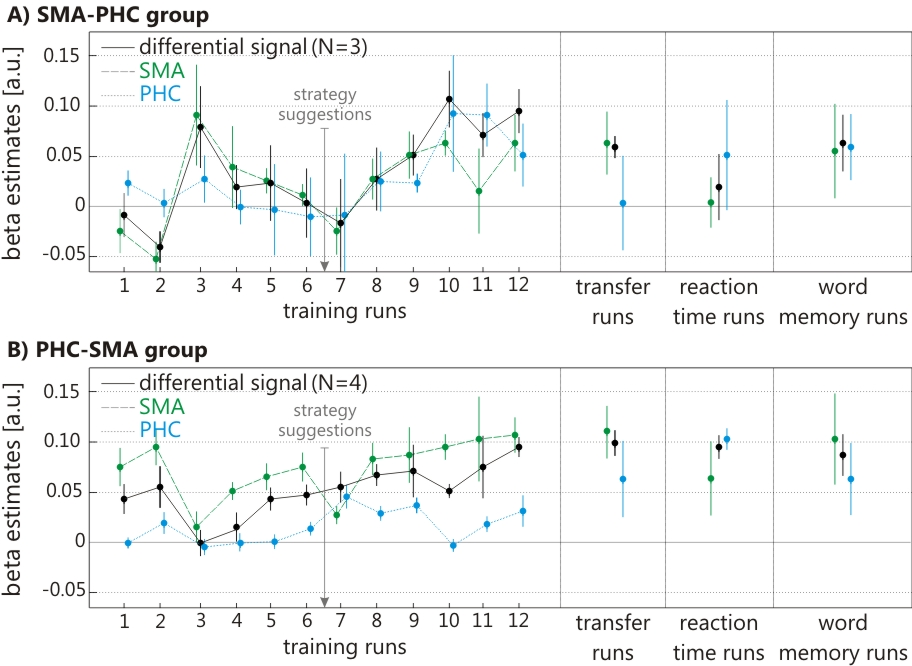 A) SMA-PHC group
beta estimates [a.u.]
0.15
0.10
0.05
0
-0.05
differential signal (N=3)
SMA
PHC
strategy
suggestions
1 2 3 4 5 6 7 8 9 10 11 12
training runs
transfer
runs
reaction
time runs
word
memory runs
B) PHC-SMA group
beta estimates [a.u.]
0.15
0.10
0.05
0
-0.05
differential signal (N=4)
SMA
PHC
strategy
suggestions
1 2 3 4 5 6 7 8 9 10 11 12
training runs
transfer
runs
reaction
time runs
word
memory runs